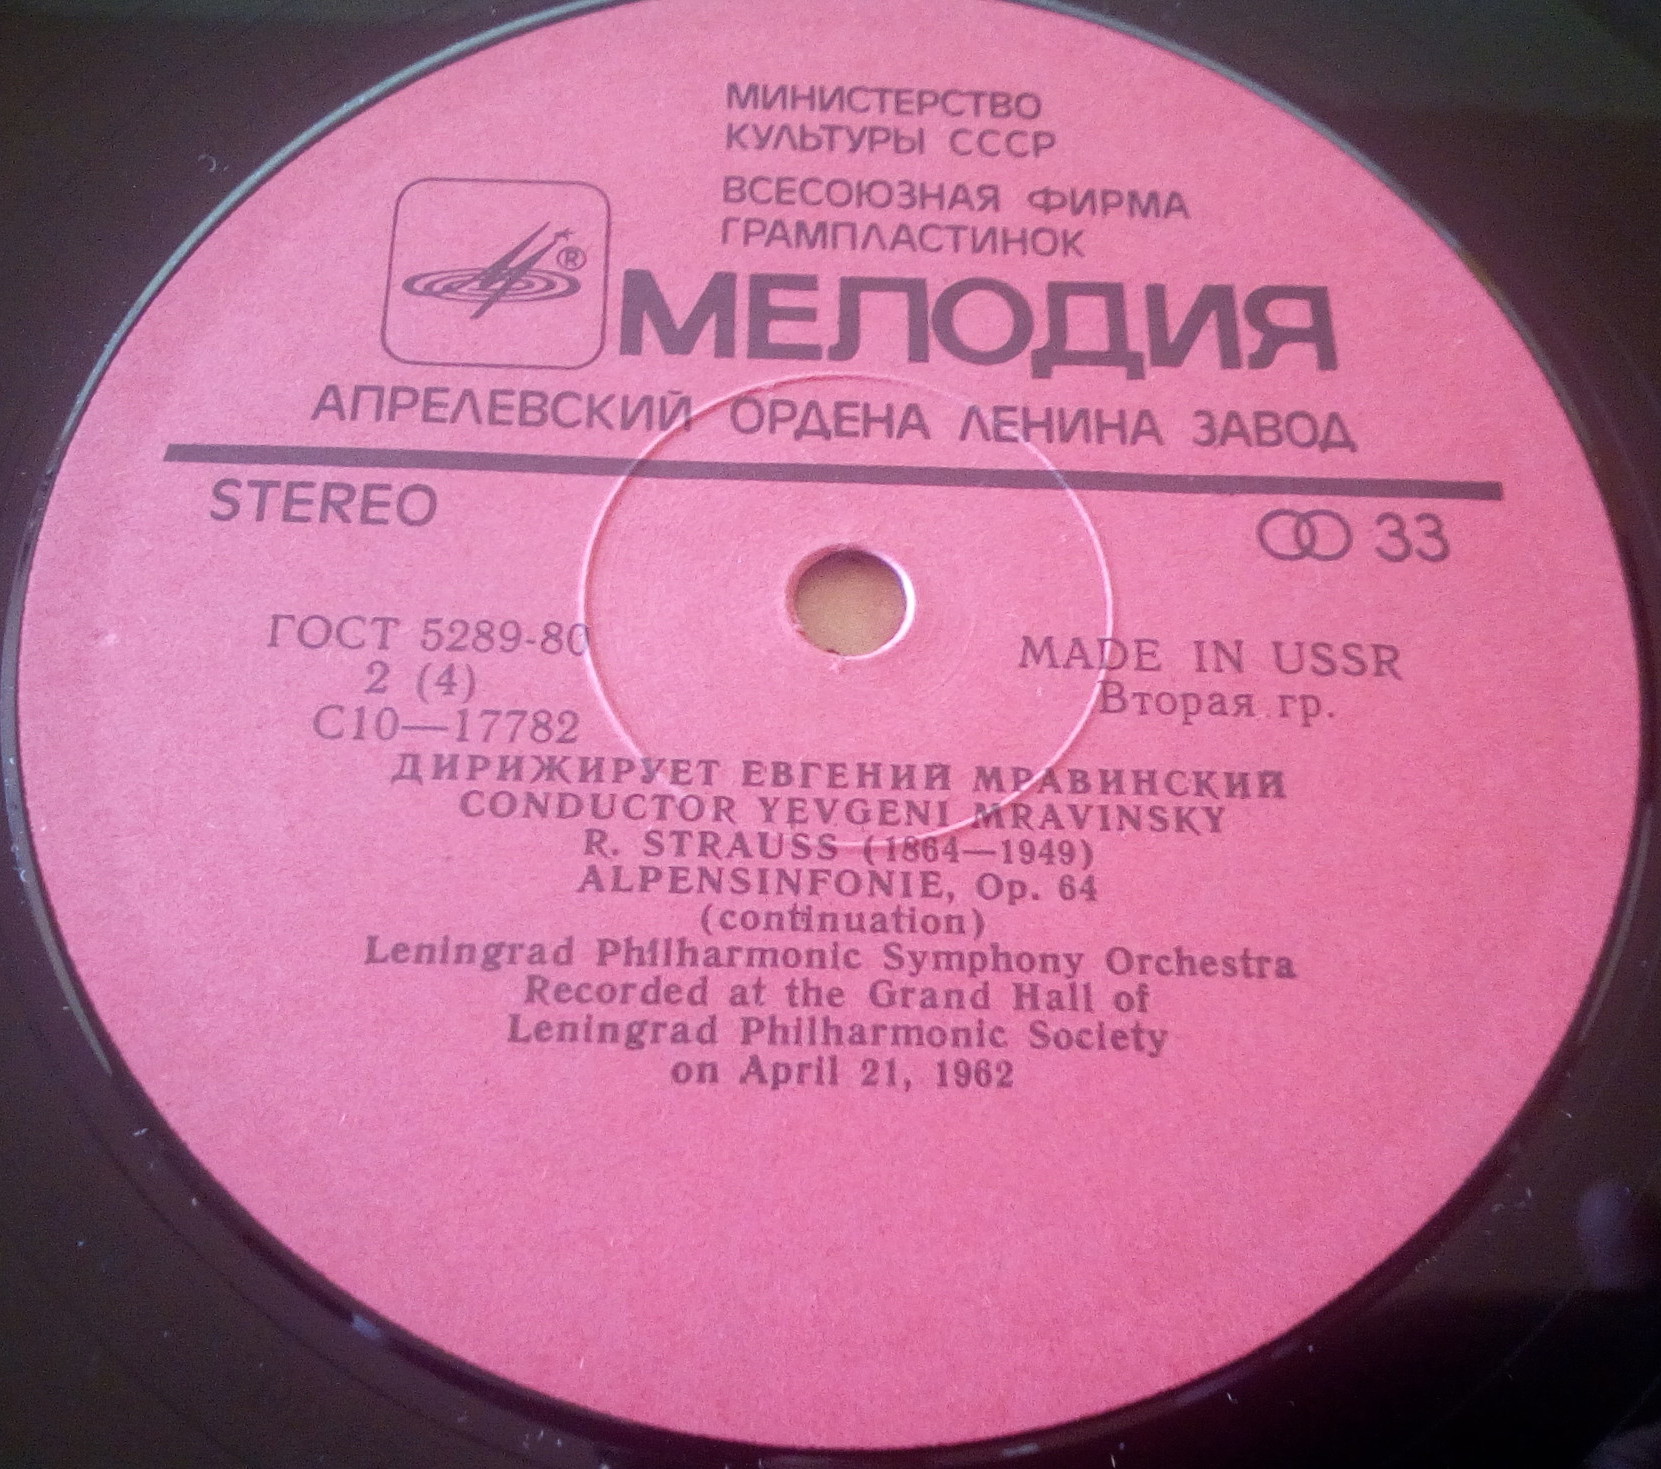 МИНИСТЕРСТВО
КУЛЬТУРЫ СССР
ВСЕСОЮЗНАЯ ФИРМА
ГРАМПЛАСТИНОК
®
МЕЛОДИЯ
АПРЕЛЕВСКИЙ ОРДЕНА ЛЕНИНА ЗАВОД
STEREO
33
ГОСТ 5289-80
2 (4)
С10—17782
MADE IN USSR
Вторая гр.
ДИРИЖИРУЕТ ЕВГЕНИЙ МРАВИНСКИЙ
CONDUCTOR YEVGENI MRAVINSKY
R. STRAUSS (1864—1949)
ALPENSINFONIE, Op. 64
(continuation)
Leningrad Philharmonic Symphony Orchestra
Recorded at the Grand Hall of
Leningrad Philharmonic Society
on April 21, 1962